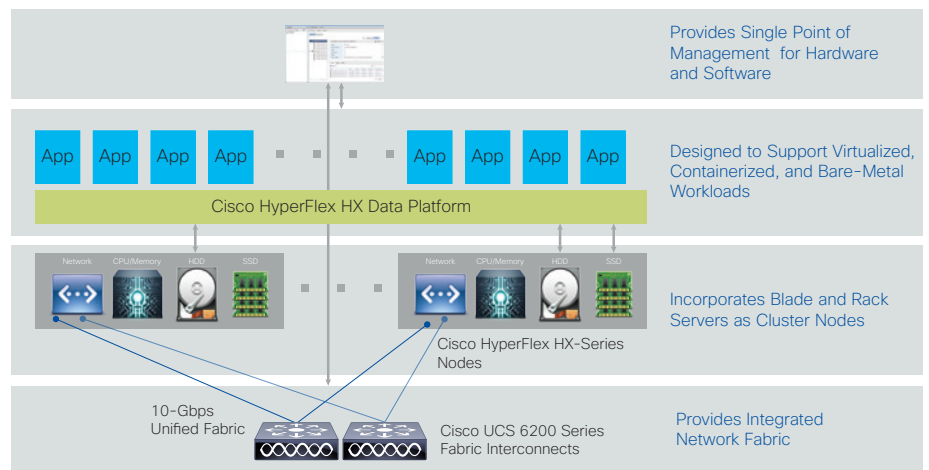 Provides Single Point of
Management for Hardware
and Software
App App App App App App App App
Designed to Support Virtualized,
Containerized, and Bare-Metal
Workloads
Cisco HyperFlex HX Data Platform
Network CPU/Memory HDD SSD Network CPU/Memory HDD SSD
Incorporates Blade and Rack
Servers as Cluster Nodes
Cisco HyperFlex HX-Series
Nodes
10-Gbps
Unified Fabric
Cisco UCS 6200 Series
Fabric Interconnects
Provides Integrated
Network Fabric